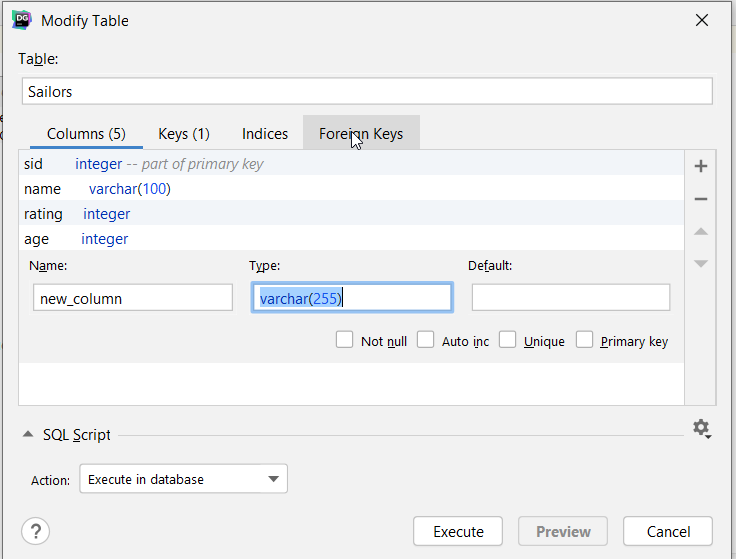 DG Modify Table
Table:
Sailors
Columns (5) Keys (1) Indices Foreign Keys
sid integer -- part of primary key
name varchar(100)
rating integer
age integer
Name: Type: Default:
new_column varchar(255)
Not null Auto inc Unique Primary key
SQL Script
Action: Execute in database
? Execute Preview Cancel